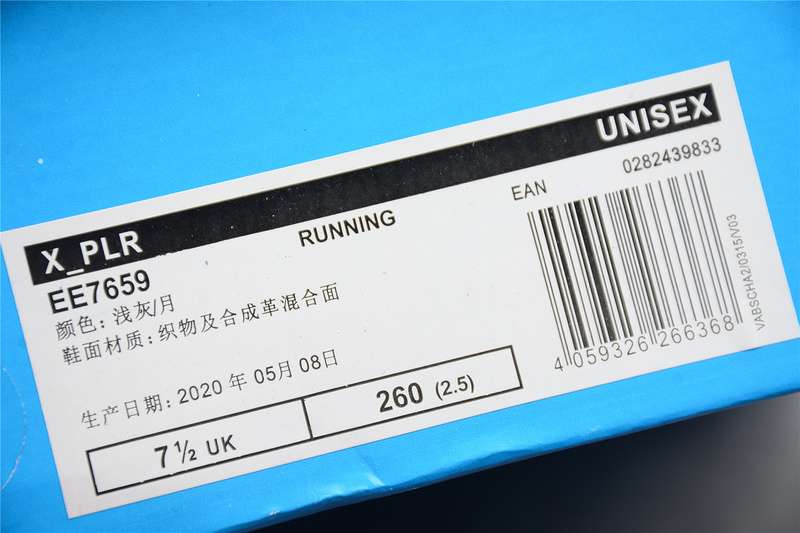 UNISEX
X_PLR
RUNNING
EAN
0282439833
EE7659
颜色: 浅灰/月
鞋面材质: 织物及合成革混合面
生产日期: 2020 年 05月 08日
7 ½ UK
260 (2.5)
4 059326 266368
VABSCHA2/0315/V03